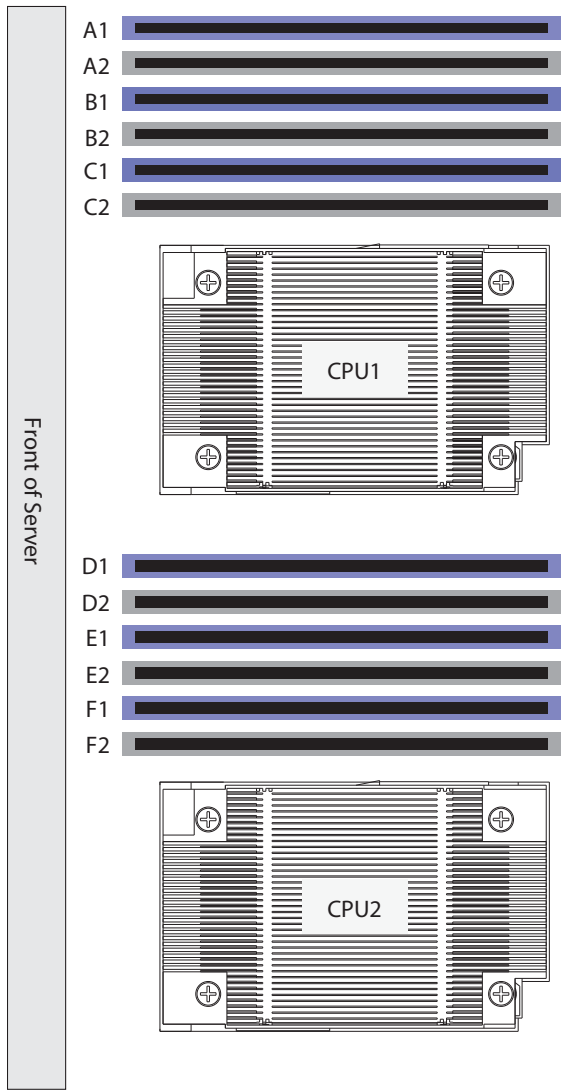 Front of Server
A1
A2
B1
B2
C1
C2
CPU1
D1
D2
E1
E2
F1
F2
CPU2